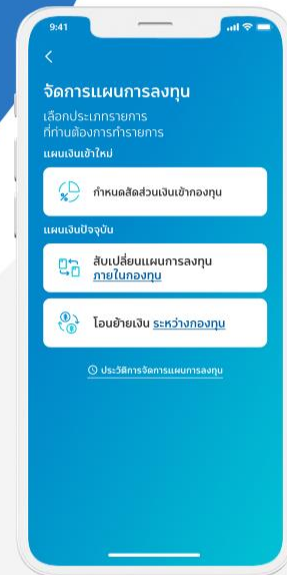 9:41
จัดการแผนการลงทุน
เลือกประเภทรายการ
ที่ท่านต้องการทำรายการ
แผนเงินเข้าใหม่
กำหนดสัดส่วนเงินเข้ากองทุน
แผนเงินปัจจุบัน
สับเปลี่ยนแผนการลงทุน
ภายในกองทุน
โอนย้ายเงิน ระหว่างกองทุน
ประวัติการจัดการแผนการลงทุน